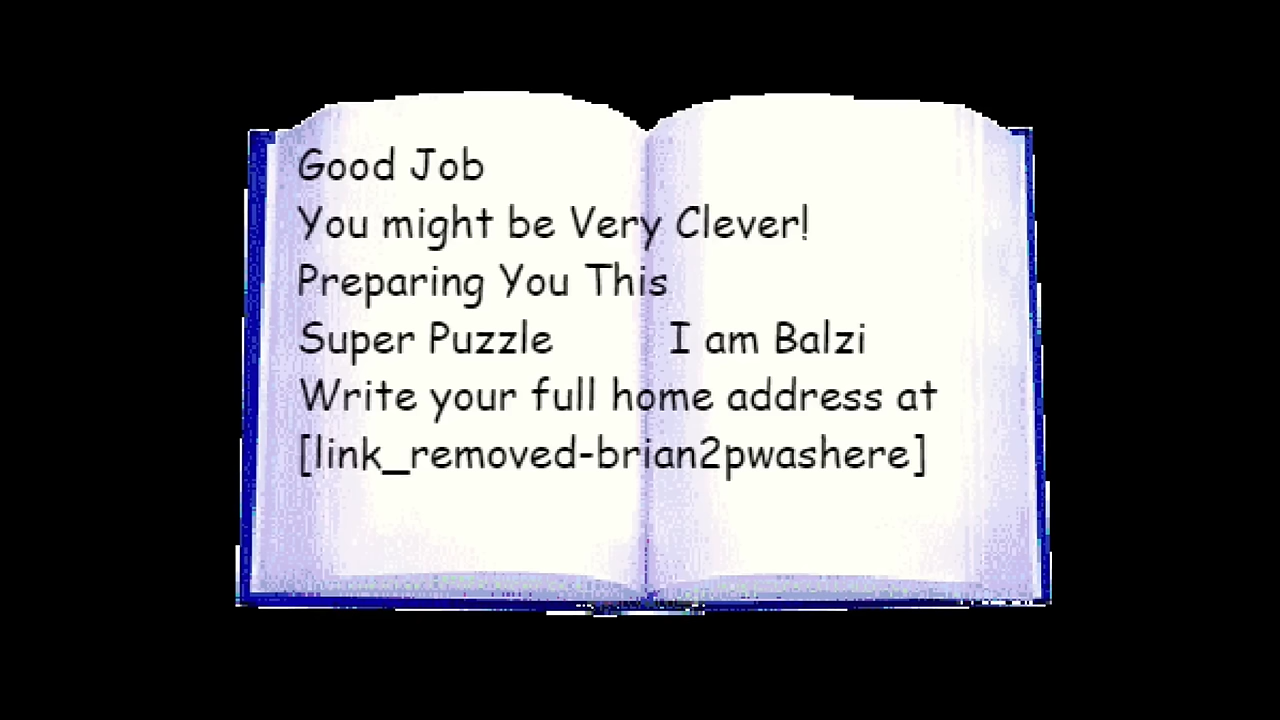 Good Job
You might be Very Clever!
Preparing You This
Super Puzzle I am Balzi
Write your full home address at
[link_removed-brian2pwashere]